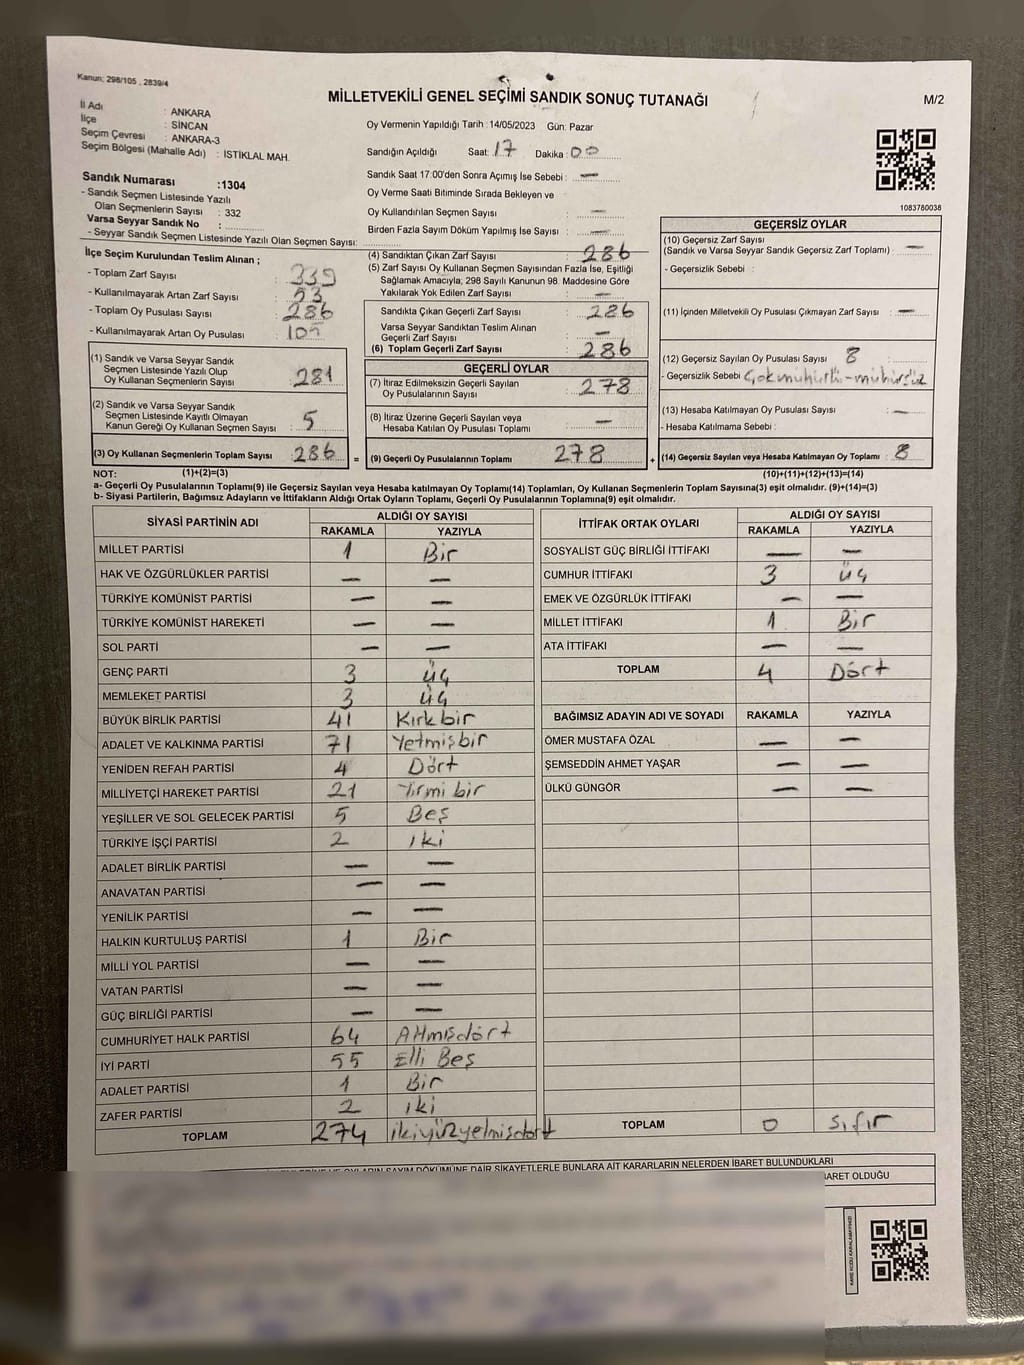 Kanun; 298/105 , 2839/4
MİLLETVEKİLİ GENEL SEÇİMİ SANDIK SONUÇ TUTANAĞI
M/2
İl Adı : ANKARA
İlçe : SİNCAN
Seçim Çevresi : ANKARA-3
Seçim Bölgesi (Mahalle Adı) : İSTİKLAL MAH.
Oy Vermenin Yapıldığı Tarih :14/05/2023 Gün: Pazar
Sandığın Açıldığı Saat: 17 Dakika : 00
Sandık Saat 17:00'den Sonra Açımış İse Sebebi : —
Oy Verme Saati Bitiminde Sırada Bekleyen ve
Oy Kullandırılan Seçmen Sayısı : —
Birden Fazla Sayım Döküm Yapılmış İse Sayısı : —
1083780038
Sandık Numarası :1304
- Sandık Seçmen Listesinde Yazılı
Olan Seçmenlerin Sayısı : 332
Varsa Seyyar Sandık No :
- Seyyar Sandık Seçmen Listesinde Yazılı Olan Seçmen Sayısı:
İlçe Seçim Kurulundan Teslim Alınan ;
- Toplam Zarf Sayısı : 339
- Kullanılmayarak Artan Zarf Sayısı : 53
- Toplam Oy Pusulası Sayısı : 286
- Kullanılmayarak Artan Oy Pusulası : 105
(1) Sandık ve Varsa Seyyar Sandık
Seçmen Listesinde Yazılı Olup
Oy Kullanan Seçmenlerin Sayısı : 281
(2) Sandık ve Varsa Seyyar Sandık
Seçmen Listesinde Kayıtlı Olmayan
Kanun Gereği Oy Kullanan Seçmen Sayısı : 5
(3) Oy Kullanan Seçmenlerin Toplam Sayısı : 286
(4) Sandıktan Çıkan Zarf Sayısı : 286
(5) Zarf Sayısı Oy Kullanan Seçmen Sayısından Fazla İse, Eşitliği
Sağlamak Amacıyla, 298 Sayılı Kanunun 98. Maddesine Göre
Yakılarak Yok Edilen Zarf Sayısı : —
Sandıkta Çıkan Geçerli Zarf Sayısı : 286
Varsa Seyyar Sandıktan Teslim Alınan
Geçerli Zarf Sayısı : —
(6) Toplam Geçerli Zarf Sayısı : 286
GEÇERLİ OYLAR
(7) İtiraz Edilmeksizin Geçerli Sayılan
Oy Pusulalarının Sayısı : 278
(8) İtiraz Üzerine Geçerli Sayılan veya
Hesaba Katılan Oy Pusulası Toplamı : —
= (9) Geçerli Oy Pusulalarının Toplamı : 278 +
GEÇERSİZ OYLAR
(10) Geçersiz Zarf Sayısı
(Sandık ve Varsa Seyyar Sandık Geçersiz Zarf Toplamı) : —
- Geçersizlik Sebebi :
(11) İçinden Milletvekili Oy Pusulası Çıkmayan Zarf Sayısı : —
(12) Geçersiz Sayılan Oy Pusulası Sayısı : 8
- Geçersizlik Sebebi : Çok mühürlü-mühürsüz
(13) Hesaba Katılmayan Oy Pusulası Sayısı : —
- Hesaba Katılmama Sebebi :
(14) Geçersiz Sayılan veya Hesaba Katılmayan Oy Toplamı : 8
NOT: (1)+(2)=(3) (10)+(11)+(12)+(13)=(14)
a- Geçerli Oy Pusulalarının Toplamı(9) ile Geçersiz Sayılan veya Hesaba katılmayan Oy Toplamı(14) Toplamları, Oy Kullanan Seçmenlerin Toplam Sayısına(3) eşit olmalıdır. (9)+(14)=(3)
b- Siyasi Partilerin, Bağımsız Adayların ve İttifakların Aldığı Ortak Oyların Toplamı, Geçerli Oy Pusulalarının Toplamına(9) eşit olmalıdır.
SİYASİ PARTİNİN ADI ALDIĞI OY SAYISI
RAKAMLA YAZIYLA
MİLLET PARTİSİ 1 Bir
HAK VE ÖZGÜRLÜKLER PARTİSİ — —
TÜRKİYE KOMÜNİST PARTİSİ — —
TÜRKİYE KOMÜNİST HAREKETİ — —
SOL PARTİ — —
GENÇ PARTİ 3 üç
MEMLEKET PARTİSİ 3 üç
BÜYÜK BİRLİK PARTİSİ 41 Kırkbir
ADALET VE KALKINMA PARTİSİ 71 Yetmişbir
YENİDEN REFAH PARTİSİ 4 Dört
MİLLİYETÇİ HAREKET PARTİSİ 21 Yirmi bir
YEŞİLLER VE SOL GELECEK PARTİSİ 5 Beş
TÜRKİYE İŞÇİ PARTİSİ 2 iki
ADALET BİRLİK PARTİSİ — —
ANAVATAN PARTİSİ — —
YENİLİK PARTİSİ — —
HALKIN KURTULUŞ PARTİSİ 1 Bir
MİLLİ YOL PARTİSİ — —
VATAN PARTİSİ — —
GÜÇ BİRLİĞİ PARTİSİ — —
CUMHURİYET HALK PARTİSİ 64 Altmışdört
İYİ PARTİ 55 Elli Beş
ADALET PARTİSİ 1 Bir
ZAFER PARTİSİ 2 iki
TOPLAM 274 ikiyüzyetmişdört
İTTİFAK ORTAK OYLARI ALDIĞI OY SAYISI
RAKAMLA YAZIYLA
SOSYALİST GÜÇ BİRLİĞİ İTTİFAKI — —
CUMHUR İTTİFAKI 3 üç
EMEK VE ÖZGÜRLÜK İTTİFAKI — —
MİLLET İTTİFAKI 1 Bir
ATA İTTİFAKI — —
TOPLAM 4 Dört
BAĞIMSIZ ADAYIN ADI VE SOYADI RAKAMLA YAZIYLA
ÖMER MUSTAFA ÖZAL — —
ŞEMSEDDİN AHMET YAŞAR — —
ÜLKÜ GÜNGÖR — —
TOPLAM 0 sıfır
OYLARIN SAYIM DÖKÜMÜNE DAİR ŞİKAYETLERLE BUNLARA AİT KARARLARIN NELERDEN İBARET BULUNDUKLARI
BARET OLDUĞU